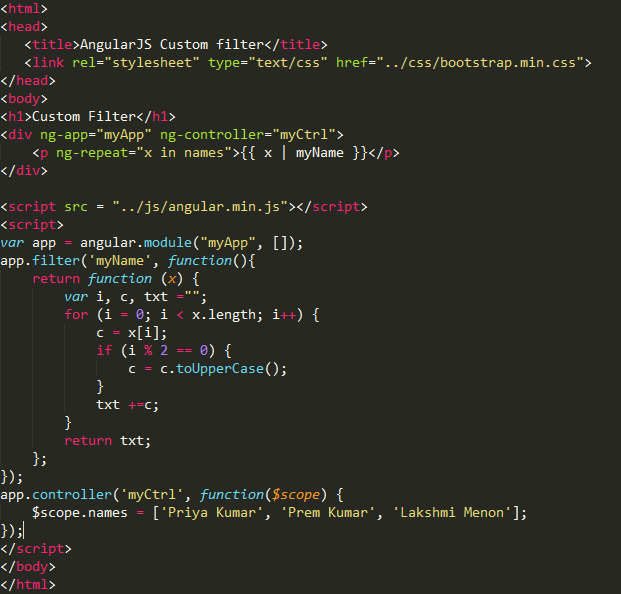 <html>
<head>
   <title>AngularJS Custom filter</title>
   <link rel="stylesheet" type="text/css" href="../css/bootstrap.min.css">
</head>
<body>
<h1>Custom Filter</h1>
<div ng-app="myApp" ng-controller="myCtrl">
    <p ng-repeat="x in names">{{ x | myName }}</p>
</div>

<script src = "../js/angular.min.js"></script>
<script>
var app = angular.module("myApp", []);
app.filter('myName', function(){
    return function (x) {
        var i, c, txt ="";
        for (i = 0; i < x.length; i++) {
            c = x[i];
            if (i % 2 == 0) {
                c = c.toUpperCase();
            }
            txt +=c;
        }
        return txt;
    };
});
app.controller('myCtrl', function($scope) {
    $scope.names = ['Priya Kumar', 'Prem Kumar', 'Lakshmi Menon'];
});
</script>
</body>
</html>